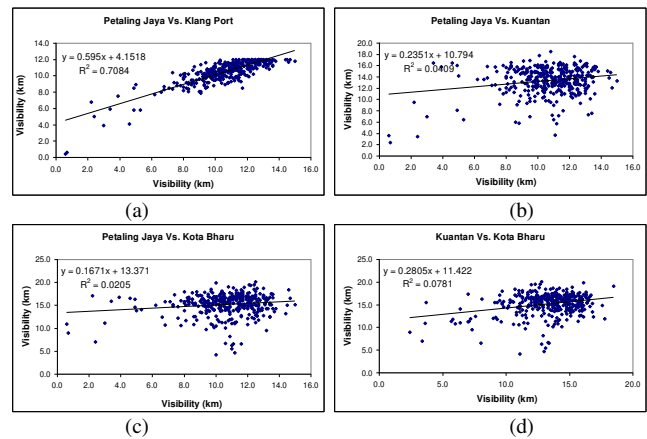 Petaling Jaya Vs. Klang Port
14.0
12.0
10.0
8.0
6.0
4.0
2.0
0.0
Visibility (km)
y = 0.595x + 4.1518
R² = 0.7084
0.0 2.0 4.0 6.0 8.0 10.0 12.0 14.0 16.0
Visibility (km)
(a)
Petaling Jaya Vs. Kuantan
20.0
18.0
16.0
14.0
12.0
10.0
8.0
6.0
4.0
2.0
0.0
Visibility (km)
y = 0.2351x + 10.794
R² = 0.0409
0.0 2.0 4.0 6.0 8.0 10.0 12.0 14.0 16.0
Visibility (km)
(b)
Petaling Jaya Vs. Kota Bharu
25.0
20.0
15.0
10.0
5.0
0.0
Visibility (km)
y = 0.1671x + 13.371
R² = 0.0205
0.0 2.0 4.0 6.0 8.0 10.0 12.0 14.0 16.0
Visibility (km)
(c)
Kuantan Vs. Kota Bharu
25.0
20.0
15.0
10.0
5.0
0.0
Visibility (km)
y = 0.2805x + 11.422
R² = 0.0781
0.0 5.0 10.0 15.0 20.0
Visibility (km)
(d)